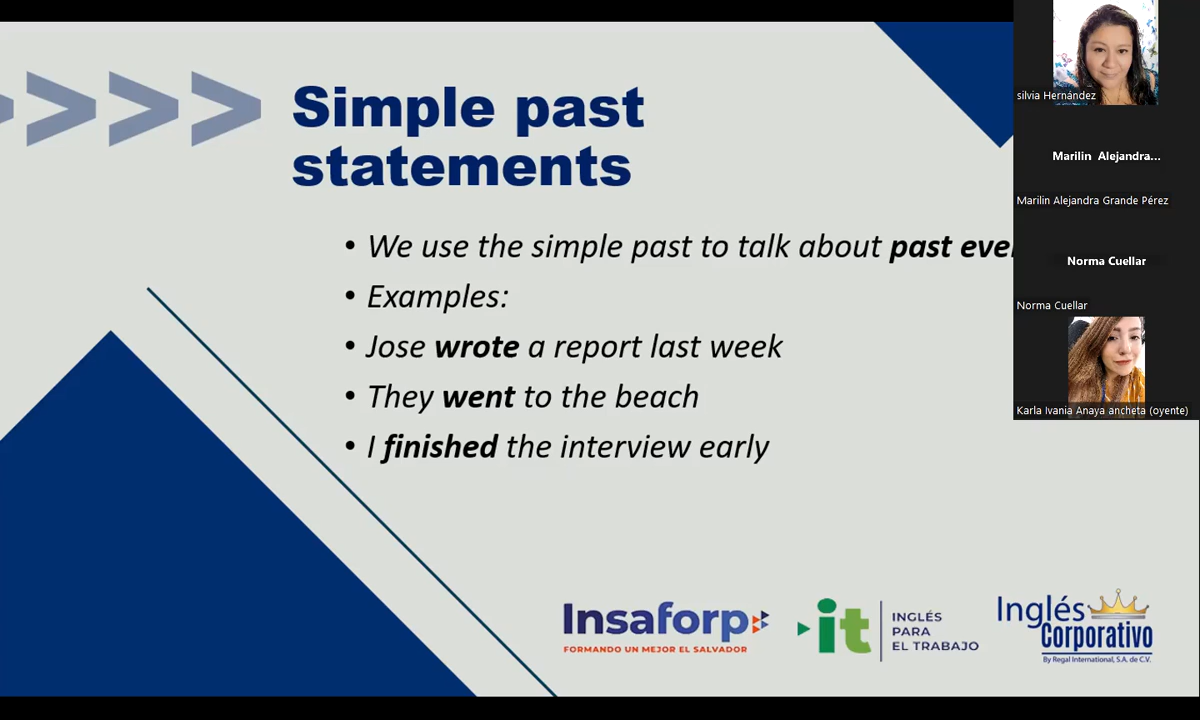 Simple past
statements
• We use the simple past to talk about past eve
• Examples:
• Jose wrote a report last week
• They went to the beach
• I finished the interview early
Insaforp
FORMANDO UN MEJOR EL SALVADOR
it
INGLÉS
PARA
EL TRABAJO
Inglés
Corporativo
By Regal International, S.A. de C.V.
silvia Hernández
Marilin Alejandra...
Marilin Alejandra Grande Pérez
Norma Cuellar
Norma Cuellar
Karla Ivania Anaya ancheta (oyente)